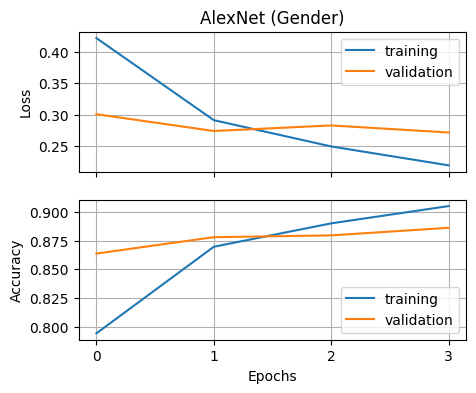 AlexNet (Gender)
0.40
0.35
0.30
0.25
Loss
training
validation
0.900
0.875
0.850
0.825
0.800
Accuracy
training
validation
0 1 2 3
Epochs